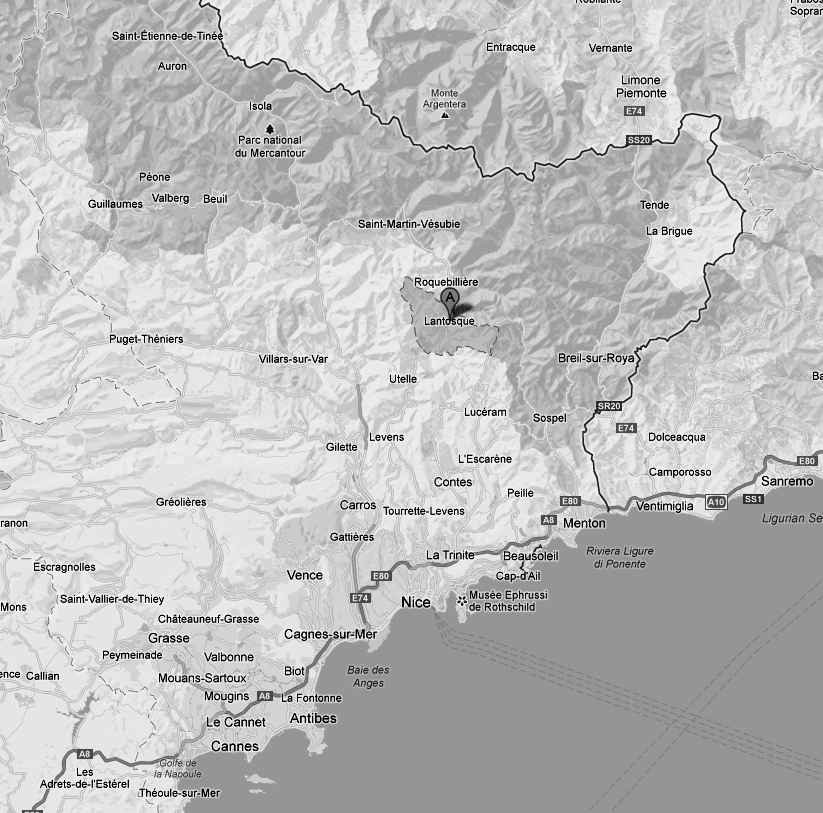 Robilante
Frabos
Sopran
Saint-Étienne-de-Tinée
Entracque
Vernante
Auron
Limone
Piemonte
Monte
Argentera
Isola
E74
SS20
Parc national
du Mercantour
Péone
Guillaumes
Valberg
Beuil
Tende
Saint-Martin-Vésubie
La Brigue
Roquebillière
A
Lantosque
Puget-Théniers
Villars-sur-Var
Breil-sur-Roya
Utelle
Ba
Lucéram
SR20
Sospel
E74
Levens
Dolceacqua
Gilette
L'Escarène
E80
Contes
Camporosso
Sanremo
Peille
E80
A10
SS1
Gréolières
Carros
Tourrette-Levens
Ventimiglia
ranon
A8
Menton
Ligurian Se
Gattières
La Trinite
Beausoleil
Riviera Ligure
di Ponente
Escragnolles
Vence
E80
Cap-d'Ail
Mons
Saint-Vallier-de-Thiey
E74
Nice
Musée Ephrussi
de Rothschild
Châteauneuf-Grasse
Grasse
Cagnes-sur-Mer
Peymeinade
Valbonne
ence
Callian
Mouans-Sartoux
Biot
Baie des
Anges
Mougins
A8
La Fontonne
Le Cannet
Antibes
Cannes
A8
Golfe de
la Napoule
Les
Adrets-de-l'Estérel
Théoule-sur-Mer